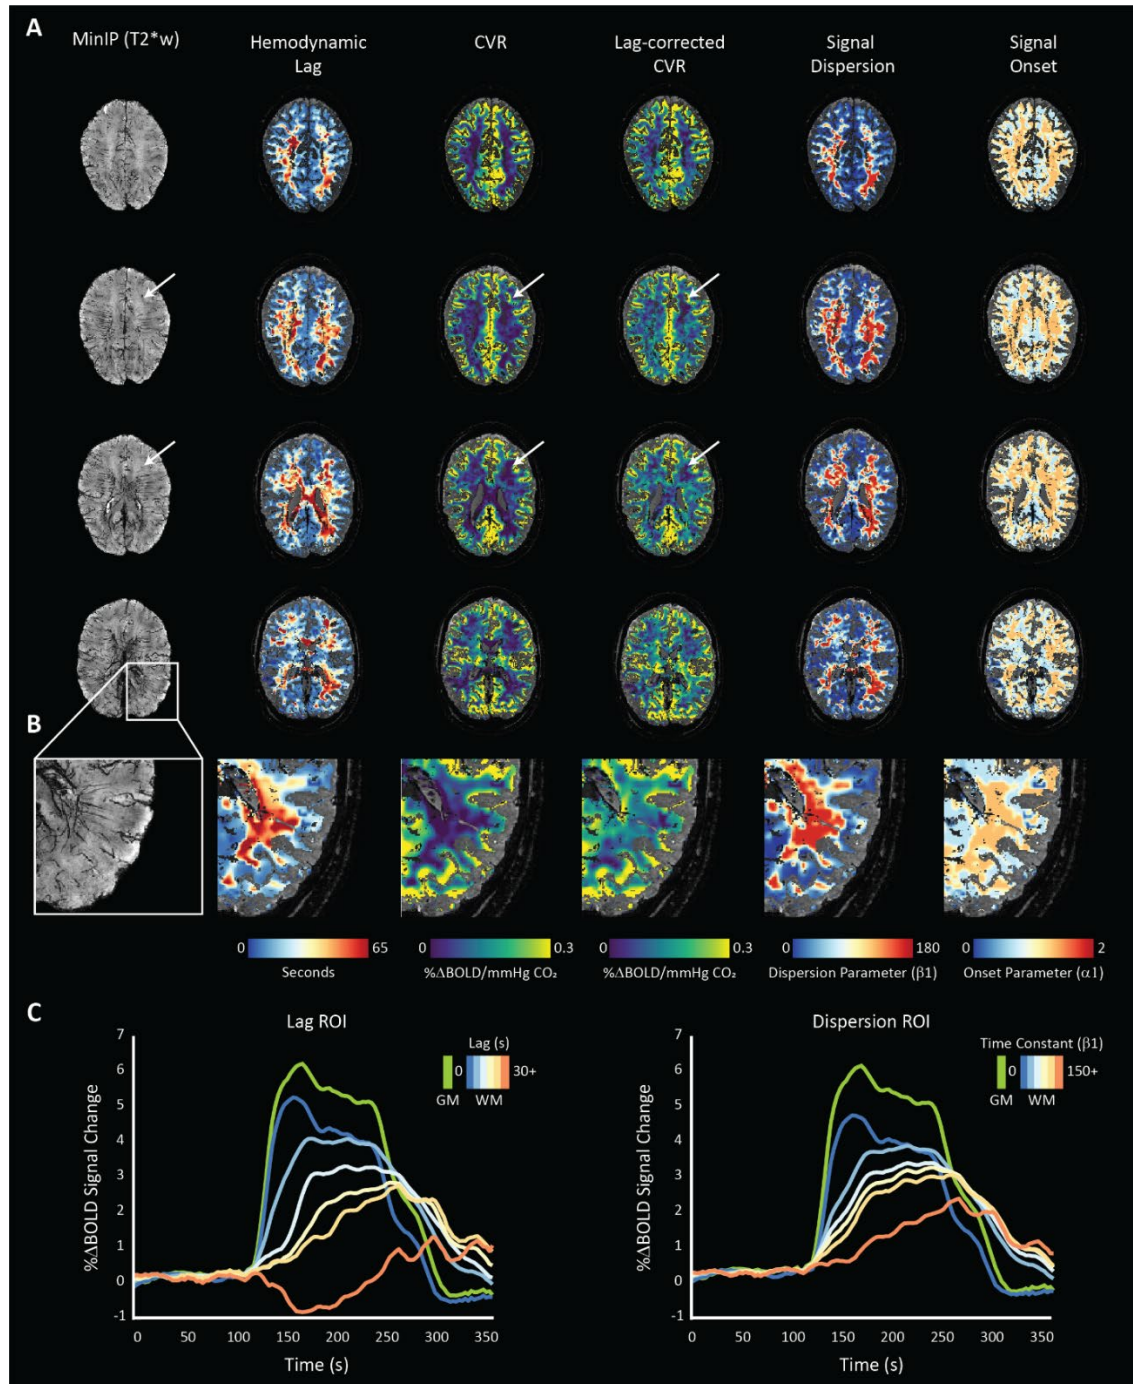 A
MinIP (T2*w)
Hemodynamic
Lag
CVR
Lag-corrected
CVR
Signal
Dispersion
Signal
Onset
B
0 65
Seconds
0 0.3
%ΔBOLD/mmHg CO₂
0 0.3
%ΔBOLD/mmHg CO₂
0 180
Dispersion Parameter (β1)
0 2
Onset Parameter (α1)
C
Lag ROI
%ΔBOLD Signal Change
7
6
5
4
3
2
1
0
-1
Lag (s)
0 30+
GM WM
0 50 100 150 200 250 300 350
Time (s)
Dispersion ROI
%ΔBOLD Signal Change
7
6
5
4
3
2
1
0
-1
Time Constant (β1)
0 150+
GM WM
0 50 100 150 200 250 300 350
Time (s)